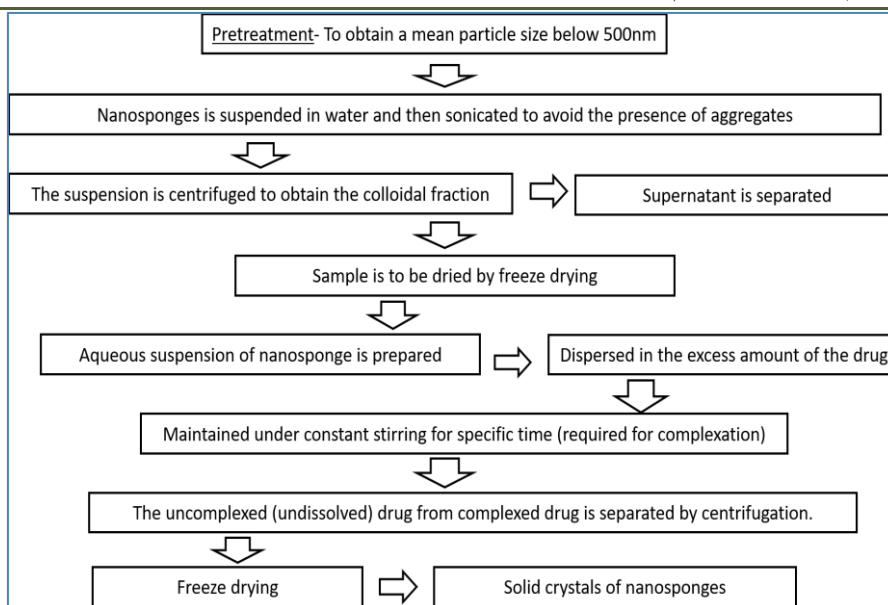 Pretreatment- To obtain a mean particle size below 500nm
Nanosponges is suspended in water and then sonicated to avoid the presence of aggregates
The suspension is centrifuged to obtain the colloidal fraction
Supernatant is separated
Sample is to be dried by freeze drying
Aqueous suspension of nanosponge is prepared
Dispersed in the excess amount of the drug
Maintained under constant stirring for specific time (required for complexation)
The uncomplexed (undissolved) drug from complexed drug is separated by centrifugation.
Freeze drying
Solid crystals of nanosponges